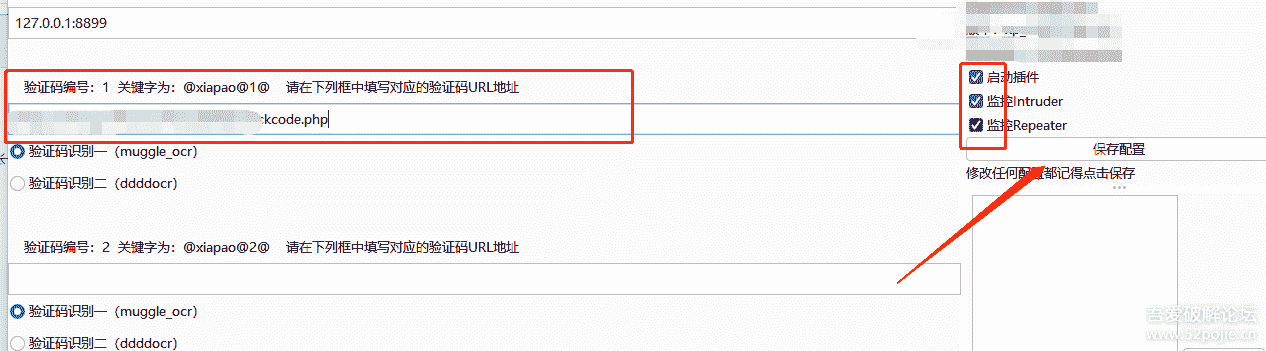 127.0.0.1:8899
验证码编号：1 关键字为：@xiapao@1@ 请在下列框中填写对应的验证码URL地址
ckcode.php
验证码识别一（muggle_ocr）
验证码识别二（ddddocr）
验证码编号：2 关键字为：@xiapao@2@ 请在下列框中填写对应的验证码URL地址
验证码识别一（muggle_ocr）
验证码识别二（ddddocr）
启动插件
监控Intruder
监控Repeater
保存配置
修改任何配置都记得点击保存
吾爱破解论坛
www.52pojie.cn